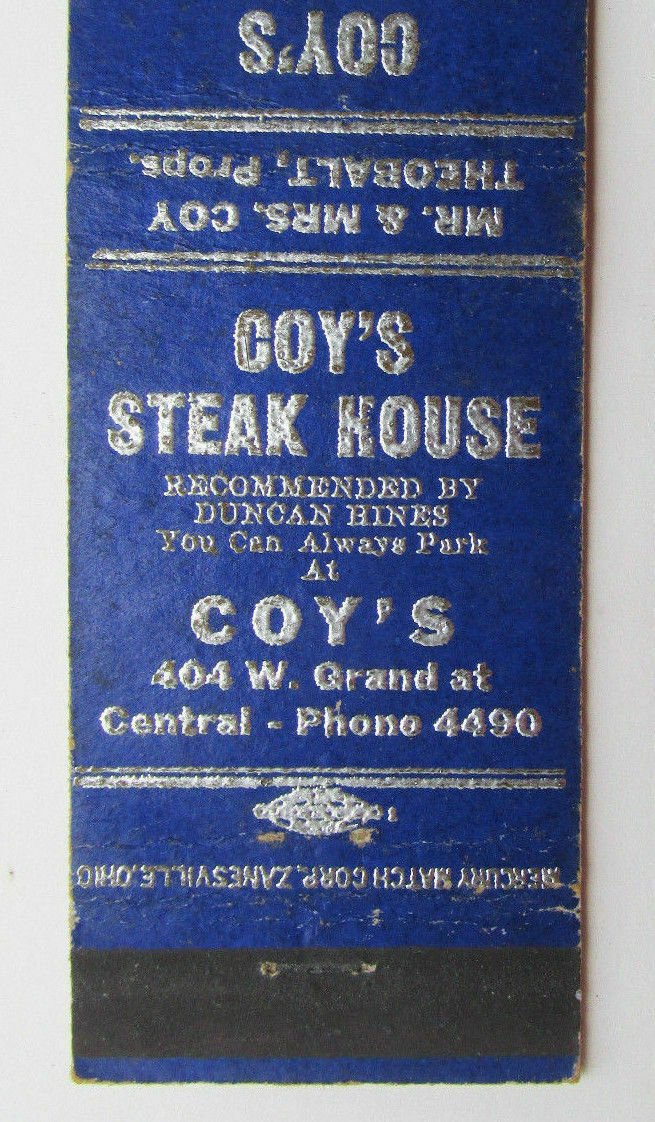 COY'S
MR. & MRS. COY
THEOBALT, Props.
COY'S
STEAK HOUSE
RECOMMENDED BY
DUNCAN HINES
You Can Always Park
At
COY'S
404 W. Grand at
Central - Phone 4490
MERCURY MATCH CORP., ZANESVILLE, OHIO